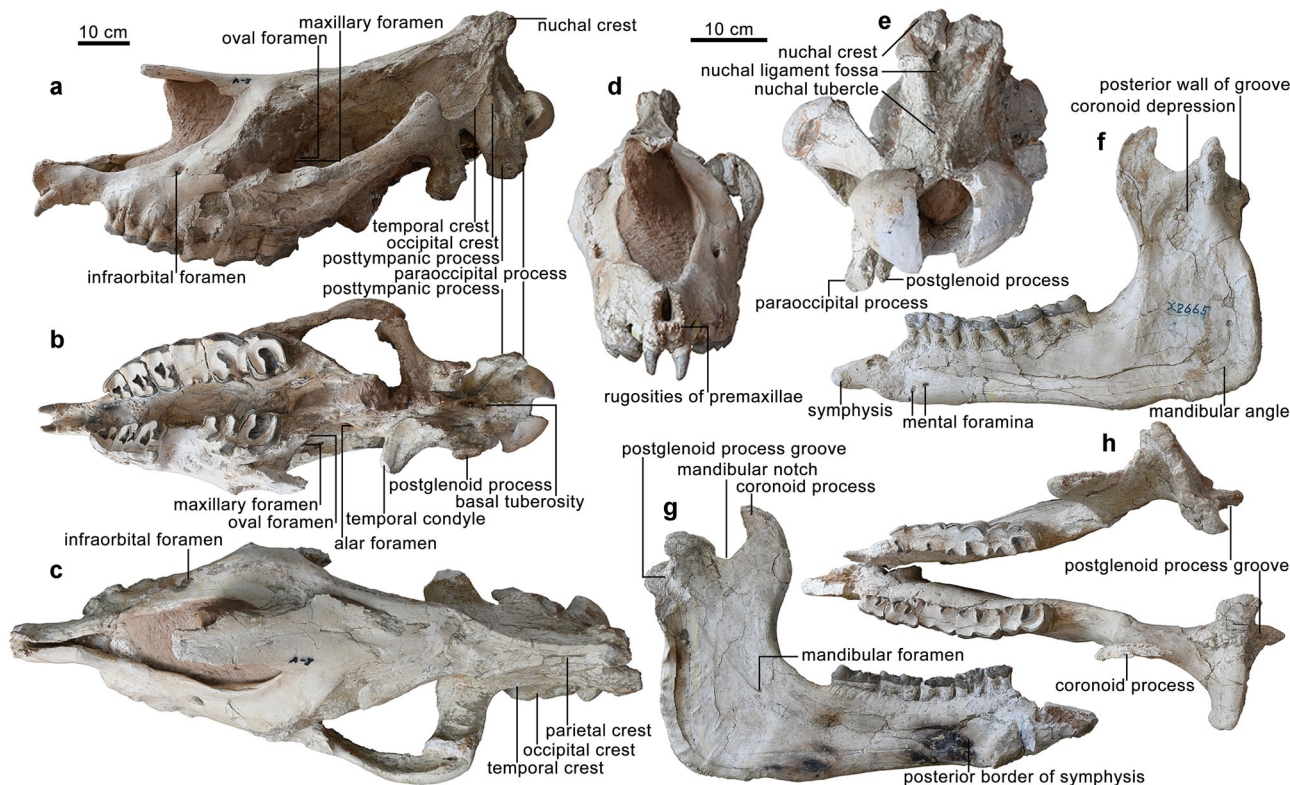 10 cm
maxillary foramen
oval foramen
nuchal crest
a
A-8
infraorbital foramen
temporal crest
occipital crest
posttympanic process
paraoccipital process
posttympanic process
b
maxillary foramen
oval foramen
alar foramen
temporal condyle
postglenoid process
basal tuberosity
c
infraorbital foramen
A-8
parietal crest
occipital crest
temporal crest
10 cm
d
rugosities of premaxillae
e
nuchal crest
nuchal ligament fossa
nuchal tubercle
postglenoid process
paraoccipital process
posterior wall of groove
coronoid depression
f
X2665
symphysis
mental foramina
mandibular angle
postglenoid process groove
mandibular notch
coronoid process
g
mandibular foramen
posterior border of symphysis
h
postglenoid process groove
coronoid process